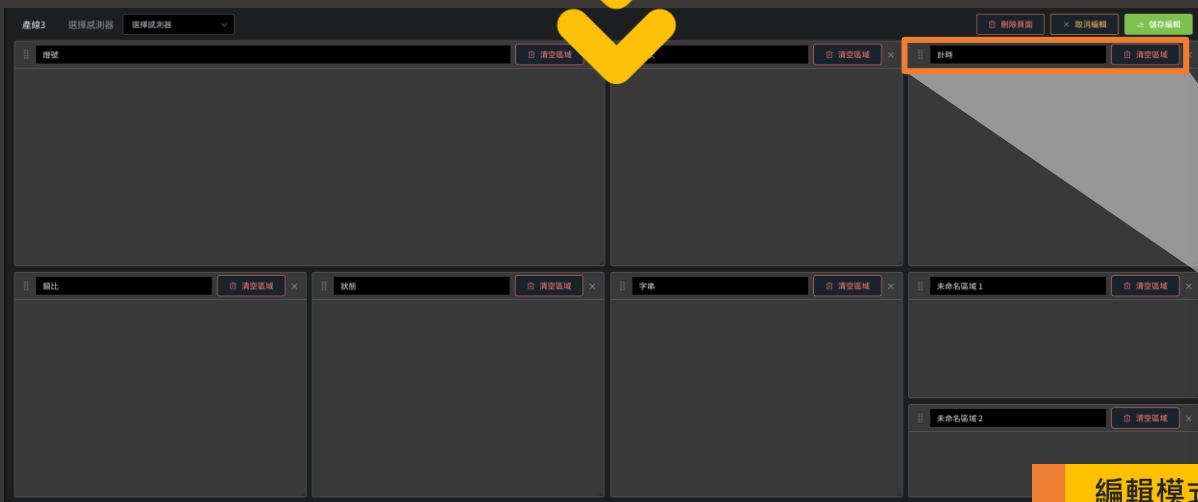 產線3 選擇感測器 選擇感測器 刪除頁面 × 取消編輯 儲存編輯
燈號 清空區域 清空區域 × 計時 清空區域
類比 清空區域 × 狀態 清空區域 × 字串 清空區域 × 未命名區域 1 清空區域 ×
未命名區域 2 清空區域 ×
編輯模式